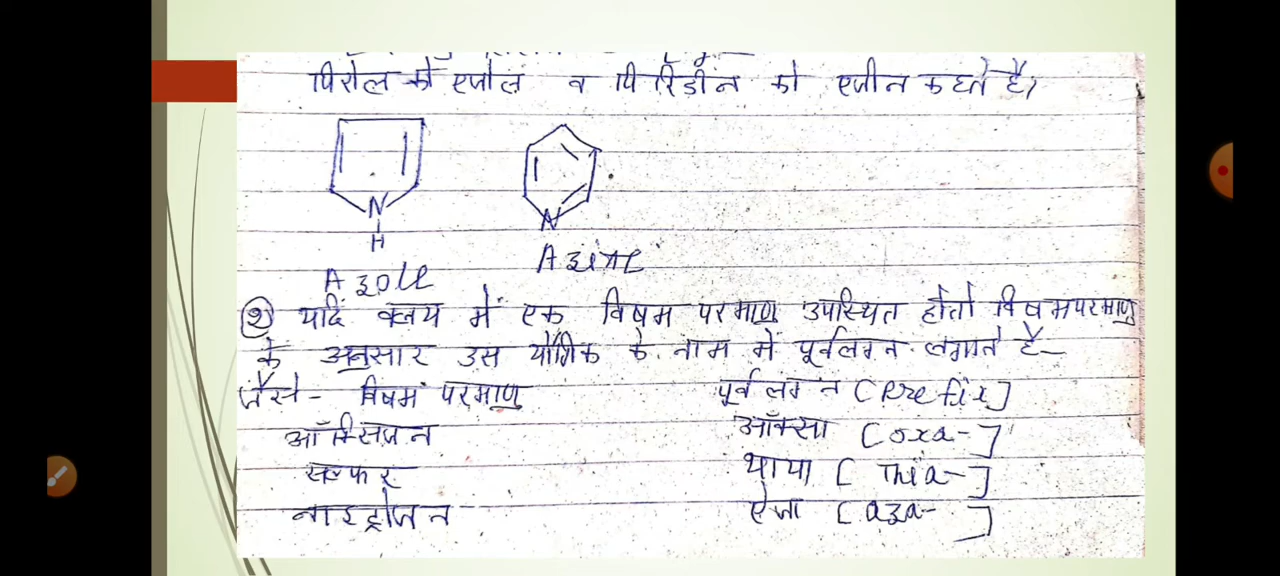 पिरोल को एजोल व पिरिडीन को एजीन कहते है,
N
H
N
Azole
Azine
② यदि वलय में एक विषम परमाणु उपस्थित होतो विषमपरमाणु
के अनुसार उस यौगिक के नाम में पूर्वलग्न लगाते है-
जैसे- विषम परमाणु पूर्वलग्न (Prefix]
ऑक्सिजन ऑक्सा [oxa-]
सल्फर थाया [Thia-]
नाइट्रोजन ऐजा [aza-]